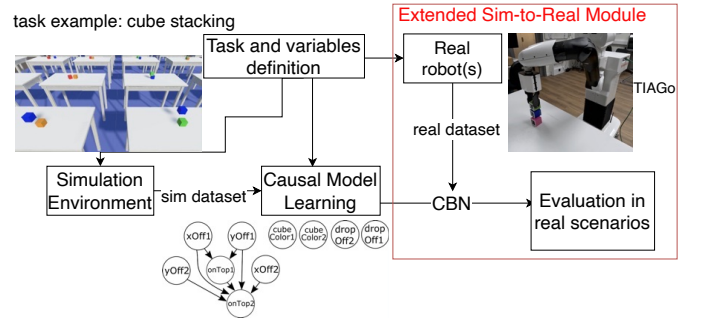 task example: cube stacking
Extended Sim-to-Real Module
Task and variables
definition
Real
robot(s)
TIAGo
real dataset
Simulation
Environment
sim dataset
Causal Model
Learning
CBN
Evaluation in
real scenarios
xOff1
yOff1
cube
Color1
cube
Color2
drop
Off2
drop
Off1
yOff2
onTop1
xOff2
onTop2